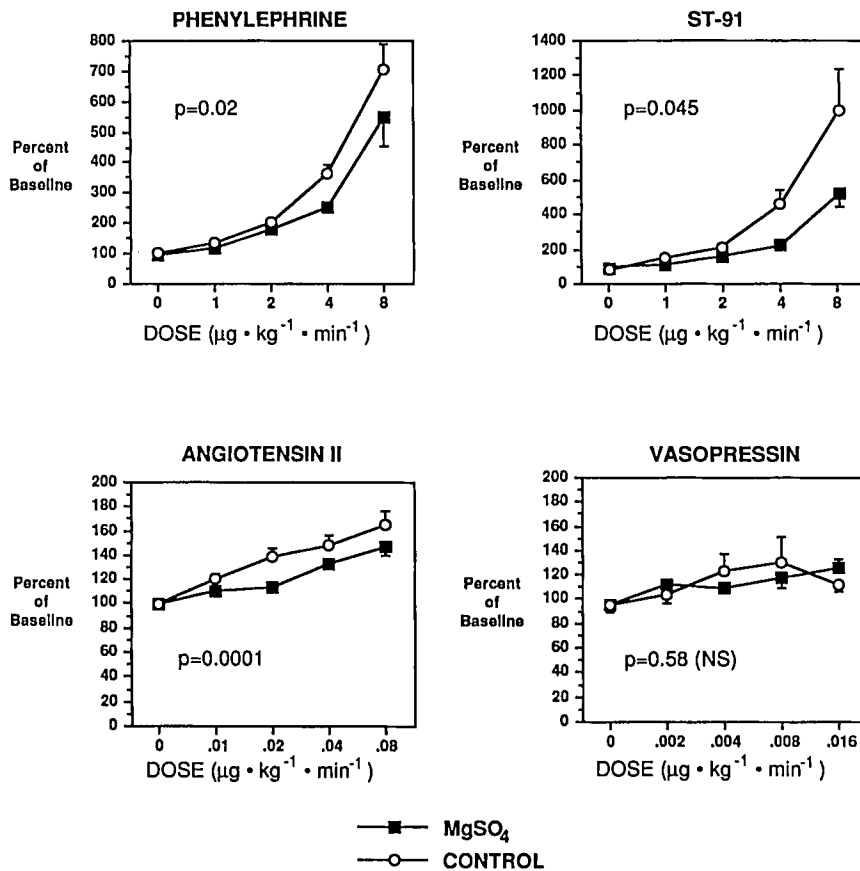 PHENYLEPHRINE
800
700
600
500
400
300
200
100
0
Percent
of
Baseline
p=0.02
0 1 2 4 8
DOSE (µg • kg⁻¹ • min⁻¹ )
ST-91
1400
1200
1000
800
600
400
200
0
Percent
of
Baseline
p=0.045
0 1 2 4 8
DOSE (µg • kg⁻¹ • min⁻¹ )
ANGIOTENSIN II
200
180
160
140
120
100
80
60
40
20
0
Percent
of
Baseline
p=0.0001
0 .01 .02 .04 .08
DOSE (µg • kg⁻¹ • min⁻¹ )
VASOPRESSIN
200
180
160
140
120
100
80
60
40
20
0
Percent
of
Baseline
p=0.58 (NS)
0 .002 .004 .008 .016
DOSE (µg • kg⁻¹ • min⁻¹ )
MgSO₄
CONTROL